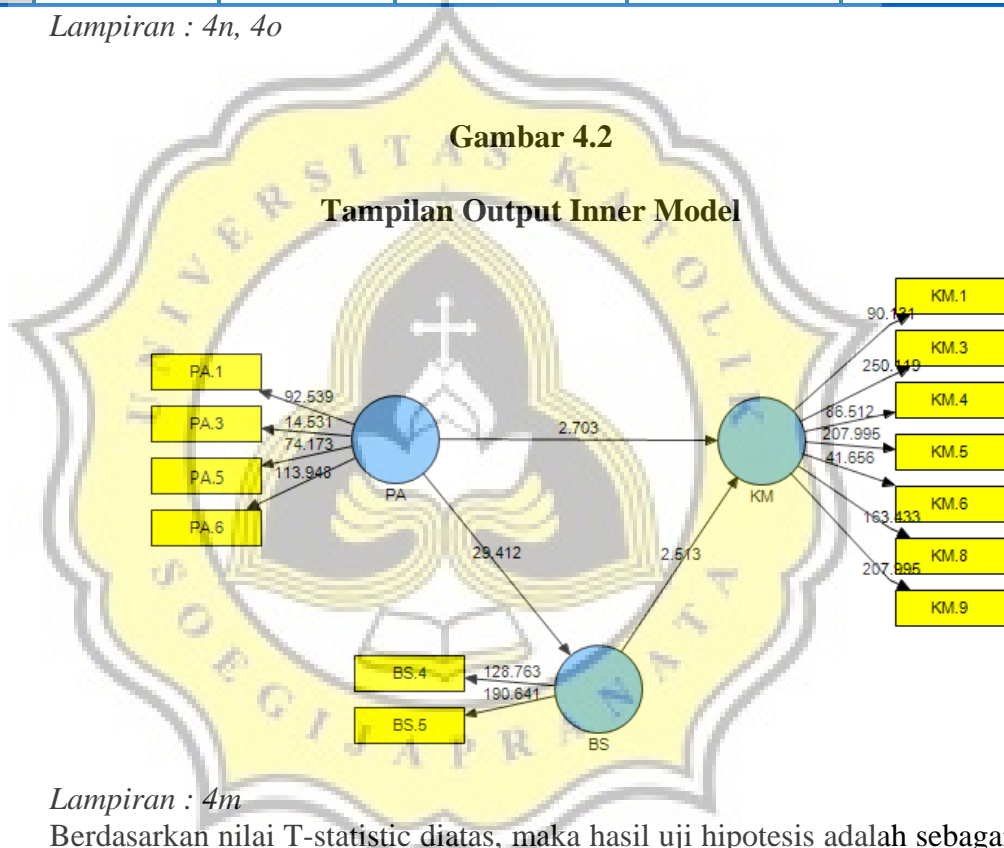 Lampiran : 4n, 4o
Gambar 4.2
Tampilan Output Inner Model
UNIVERSITAS KATOLIK
SOEGIJAPRANATA
PA.1
PA.3
PA.5
PA.6
92.539
14.531
74.173
113.948
PA
2.703
29.412
2.513
KM
90.131
250.119
86.512
207.995
41.656
163.433
207.995
KM.1
KM.3
KM.4
KM.5
KM.6
KM.8
KM.9
BS.4
BS.5
128.763
190.641
BS
Lampiran : 4m
Berdasarkan nilai T-statistic diatas, maka hasil uji hipotesis adalah sebaga